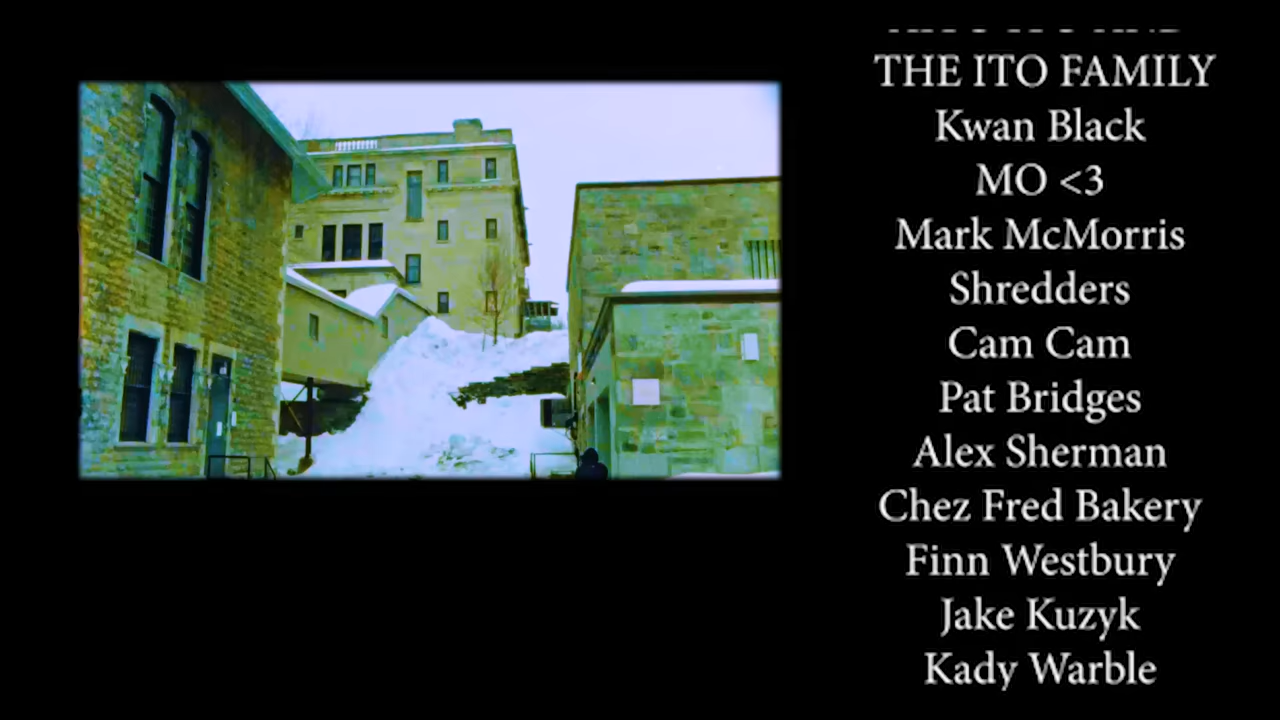 THE ITO FAMILY
Kwan Black
MO <3
Mark McMorris
Shredders
Cam Cam
Pat Bridges
Alex Sherman
Chez Fred Bakery
Finn Westbury
Jake Kuzyk
Kady Warble